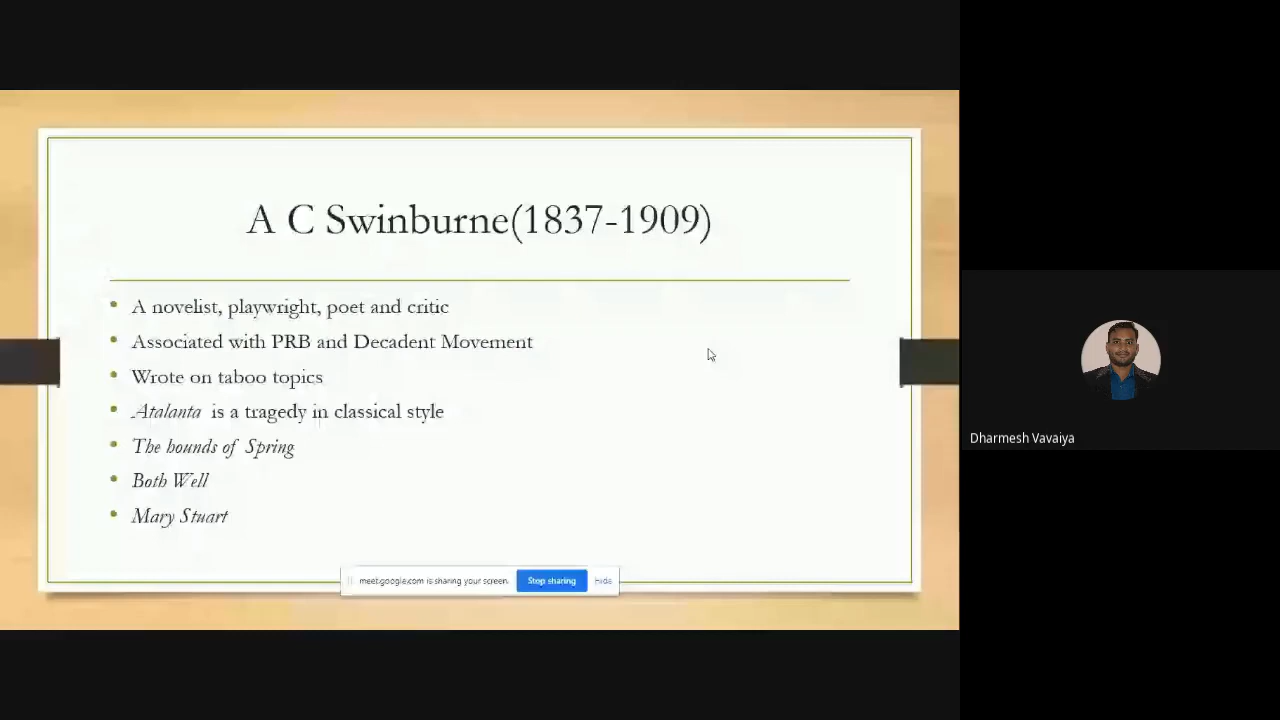 A C Swinburne(1837-1909)
• A novelist, playwright, poet and critic
• Associated with PRB and Decadent Movement
• Wrote on taboo topics
• Atalanta is a tragedy in classical style
• The hounds of Spring
• Both Well
• Mary Stuart
meet.google.com is sharing your screen. Stop sharing Hide
Dharmesh Vavaiya